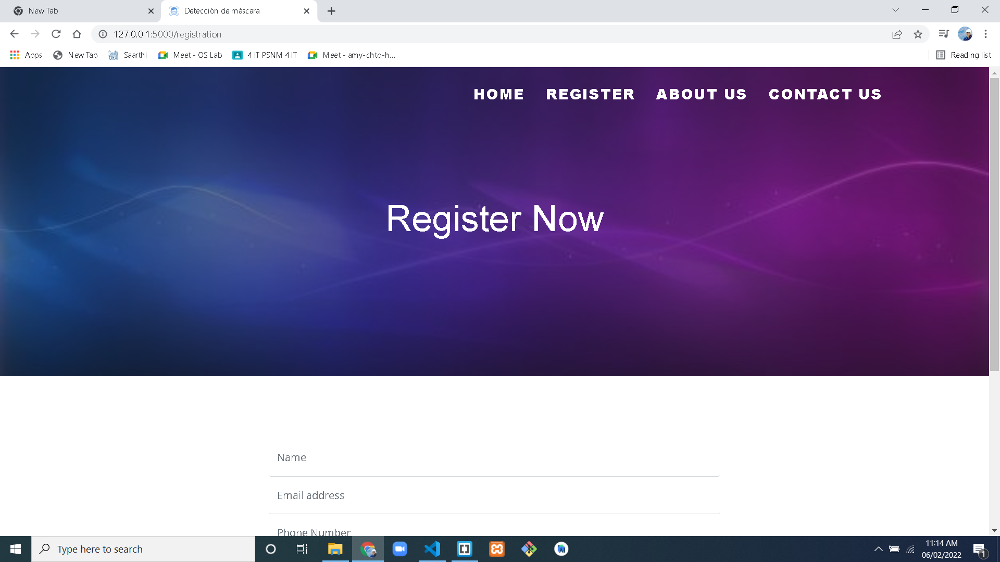 New Tab
Detección de máscara
127.0.0.1:5000/registration
Apps
New Tab
Saarthi
Meet - OS Lab
4 IT PSNM 4 IT
Meet - amy-chtq-h...
Reading list
HOME REGISTER ABOUT US CONTACT US
Register Now
Name
Email address
Phone Number
Type here to search
11:14 AM
06/02/2022
1